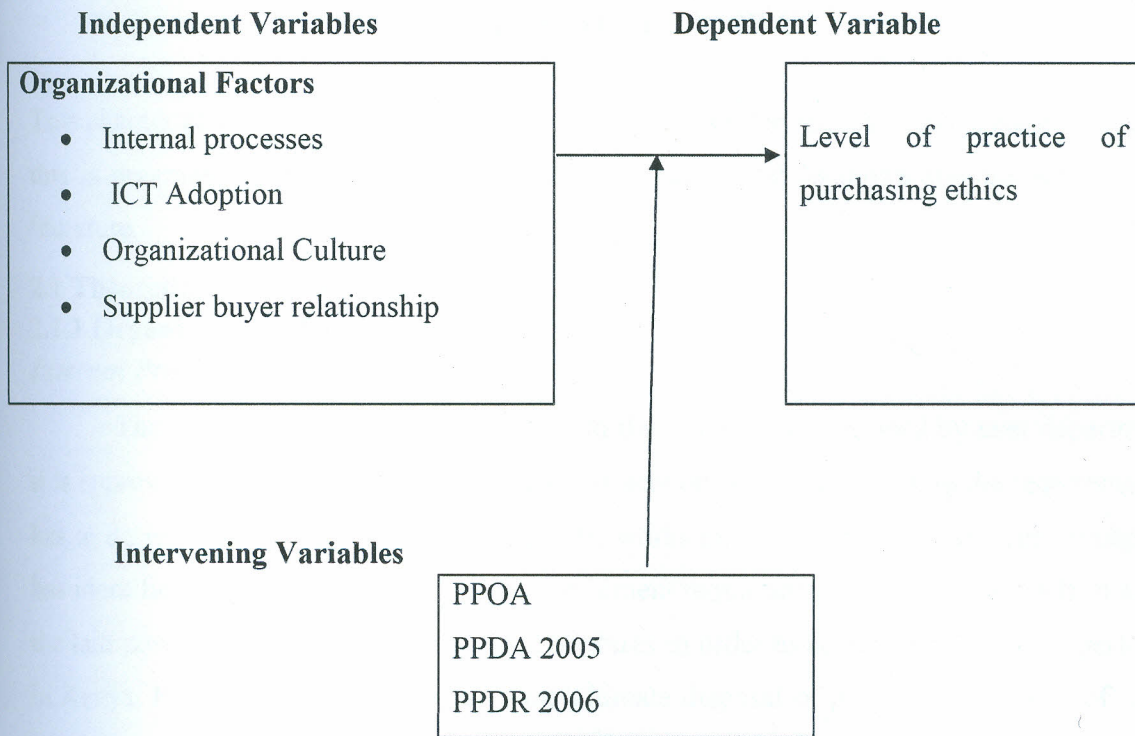 Independent Variables
Dependent Variable
Organizational Factors
• Internal processes
• ICT Adoption
• Organizational Culture
• Supplier buyer relationship
Level of practice of
purchasing ethics
Intervening Variables
PPOA
PPDA 2005
PPDR 2006